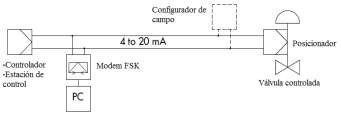 Configurador de
campo
4 to 20 mA
Posicionador
-Controlador
-Estación de
control
Modem FSK
PC
Válvula controlada